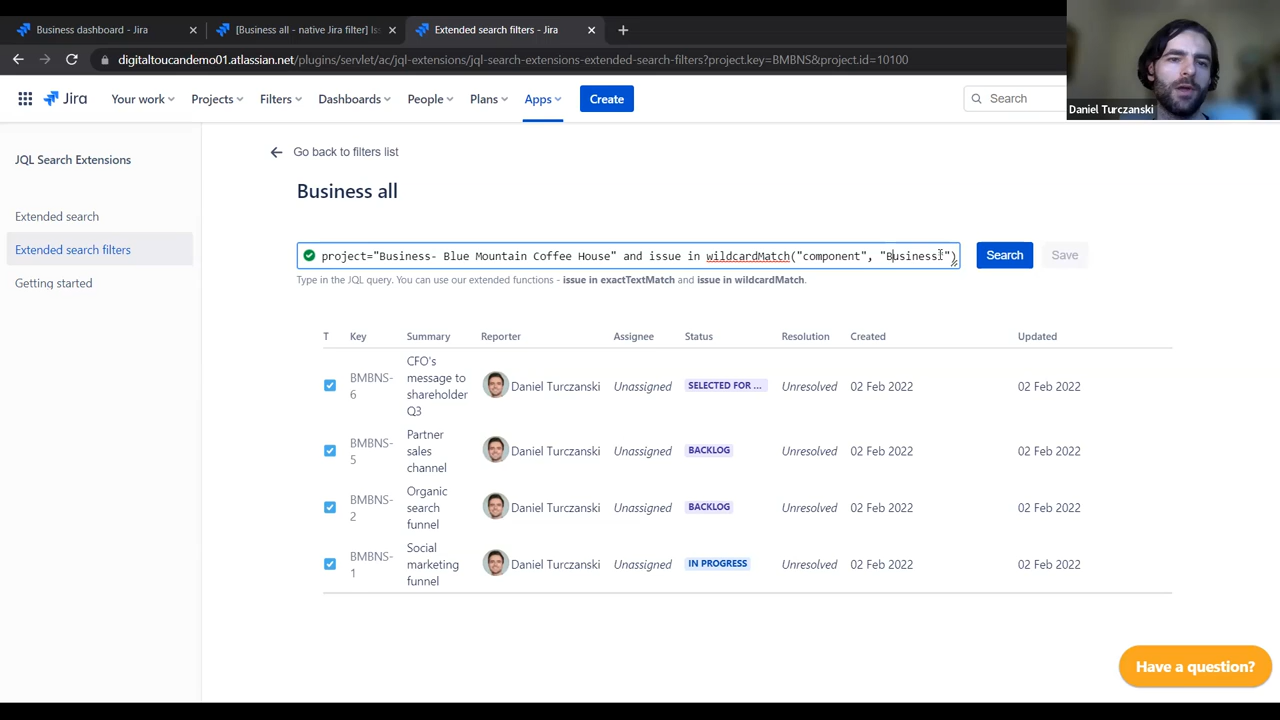 Business dashboard - Jira
[Business all - native Jira filter] Is
Extended search filters - Jira
digitaltoucandemo01.atlassian.net/plugins/servlet/ac/jql-extensions/jql-search-extensions-extended-search-filters?project.key=BMBNS&project.id=10100
Daniel Turczanski
Jira
Your work
Projects
Filters
Dashboards
People
Plans
Apps
Create
Search
JQL Search Extensions
Extended search
Extended search filters
Getting started
Go back to filters list
Business all
project="Business- Blue Mountain Coffee House" and issue in wildcardMatch("component", "Business*")
Search
Save
Type in the JQL query. You can use our extended functions - issue in exactTextMatch and issue in wildcardMatch.
T Key Summary Reporter Assignee Status Resolution Created Updated
BMBNS-
6
CFO's
message to
shareholder
Q3
Daniel Turczanski Unassigned SELECTED FOR ... Unresolved 02 Feb 2022 02 Feb 2022
BMBNS-
5
Partner
sales
channel
Daniel Turczanski Unassigned BACKLOG Unresolved 02 Feb 2022 02 Feb 2022
BMBNS-
2
Organic
search
funnel
Daniel Turczanski Unassigned BACKLOG Unresolved 02 Feb 2022 02 Feb 2022
BMBNS-
1
Social
marketing
funnel
Daniel Turczanski Unassigned IN PROGRESS Unresolved 02 Feb 2022 02 Feb 2022
Have a question?